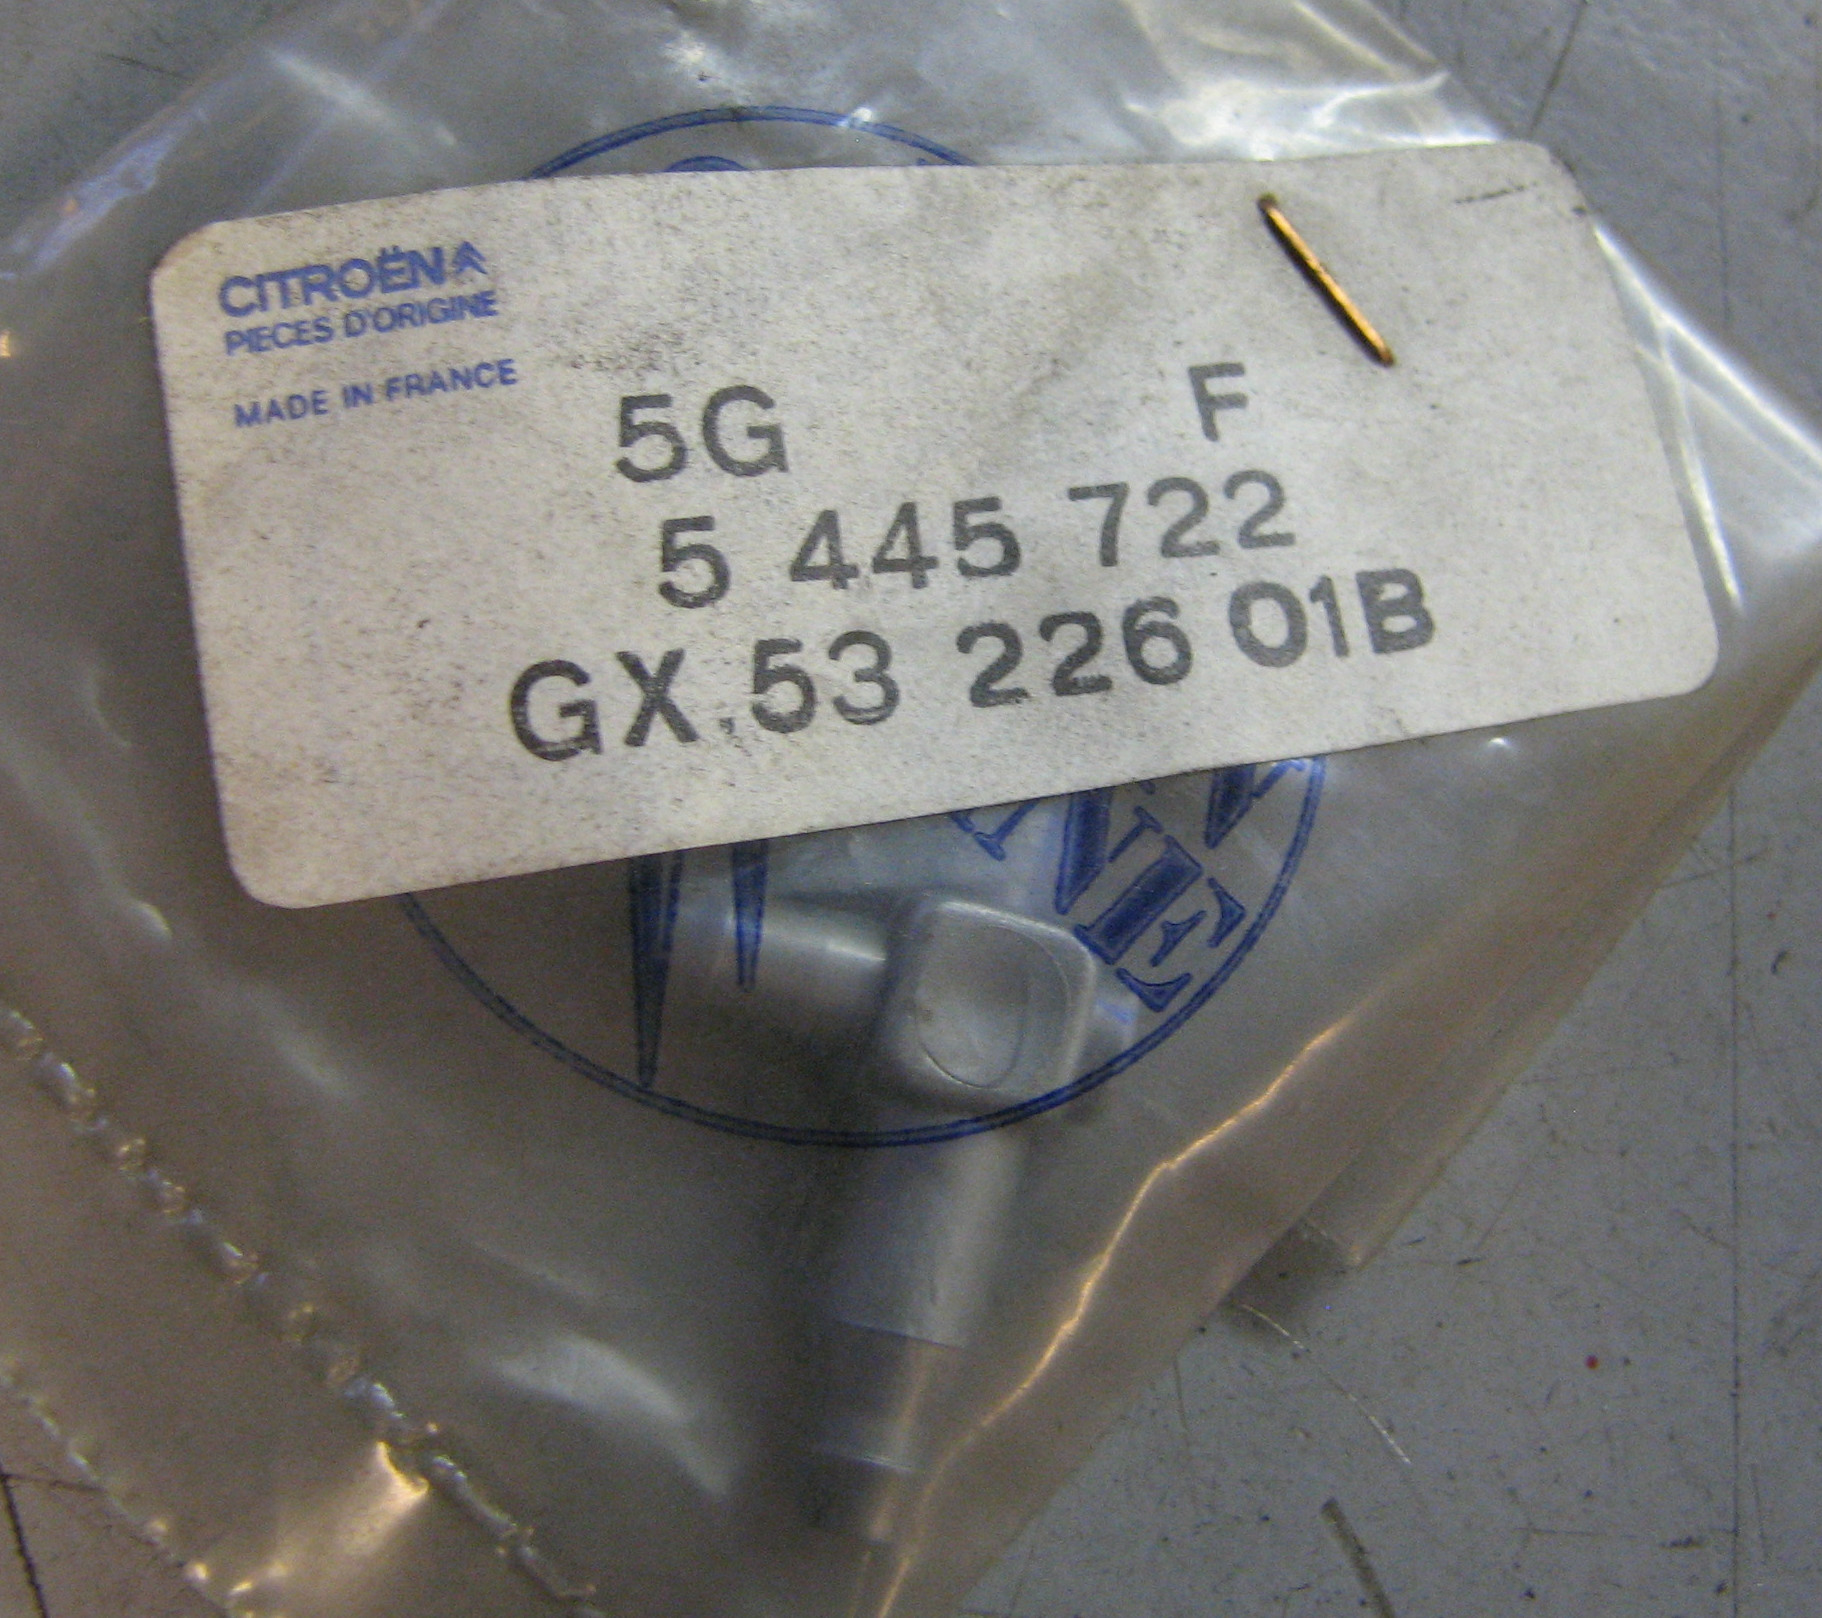 CITROËN
PIECES D'ORIGINE
MADE IN FRANCE
5G F
5 445 722
GX.53 226 01B